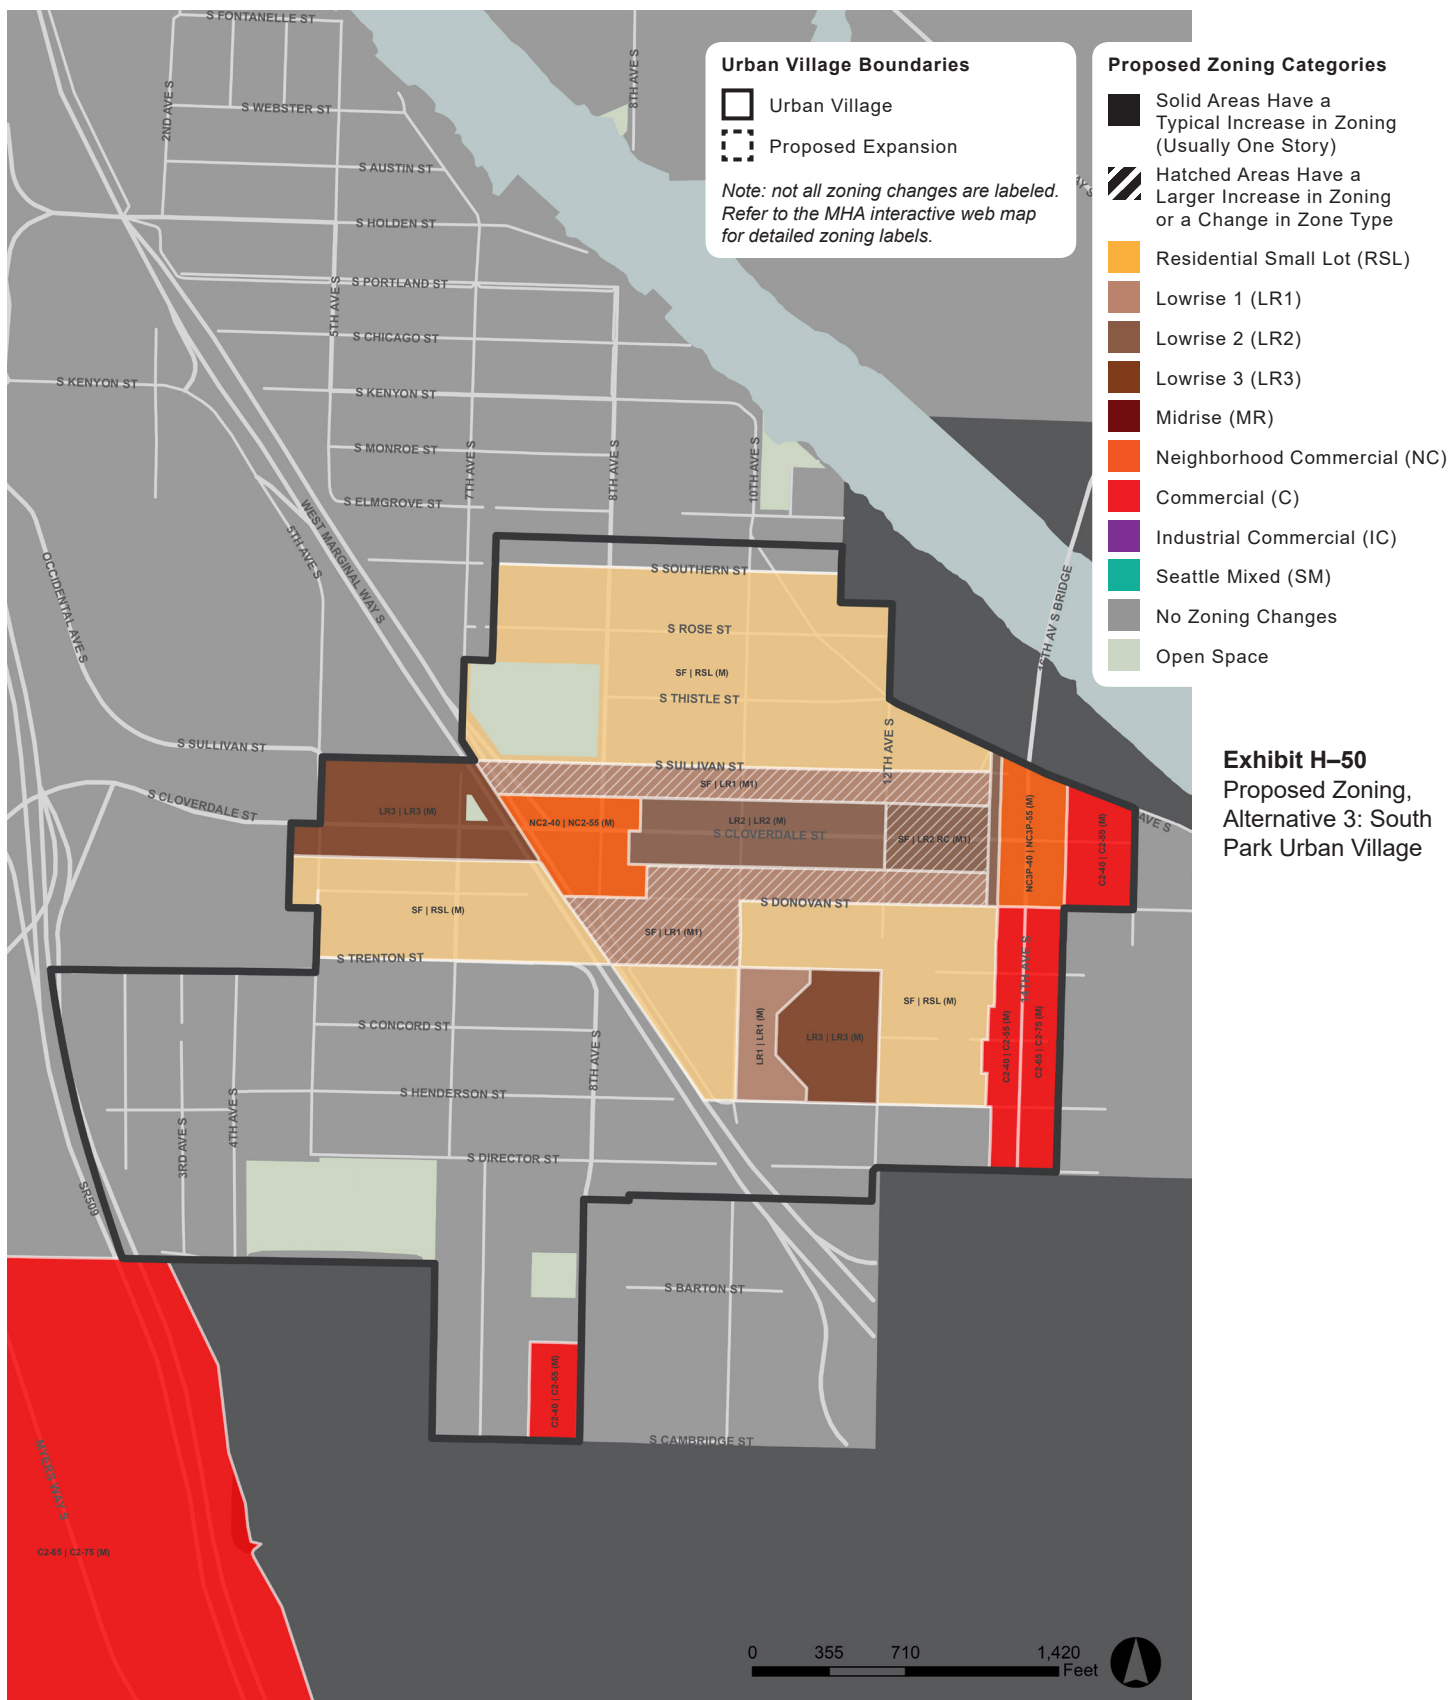 S FONTANELLE ST
2ND AVE S
S WEBSTER ST
8TH AVE S
S AUSTIN ST
S HOLDEN ST
5TH AVE S
S PORTLAND ST
S CHICAGO ST
S KENYON ST
S KENYON ST
S MONROE ST
7TH AVE S
8TH AVE S
10TH AVE S
S ELMGROVE ST
WEST MARGINAL WAY S
5TH AVE S
OCCIDENTAL AVE S
S SOUTHERN ST
16TH AV S BRIDGE
S ROSE ST
SF | RSL (M)
S THISTLE ST
12TH AVE S
S SULLIVAN ST
S SULLIVAN ST
SF | LR1 (M1)
S CLOVERDALE ST
LR3 | LR3 (M)
NC2-40 | NC2-55 (M)
LR2 | LR2 (M)
S CLOVERDALE ST
SF | LR2 RC (M1)
NC3P-40 | NC3P-55 (M)
C2-40 | C2-55 (M)
AVE S
SF | RSL (M)
S DONOVAN ST
SF | LR1 (M1)
S TRENTON ST
14TH AVE S
SF | RSL (M)
S CONCORD ST
LR1 | LR1 (M)
LR3 | LR3 (M)
C2-40 | C2-55 (M)
C2-65 | C2-75 (M)
8TH AVE S
S HENDERSON ST
4TH AVE S
3RD AVE S
S DIRECTOR ST
SR509
S BARTON ST
C2-40 | C2-55 (M)
S CAMBRIDGE ST
MYERS WAY S
C2-65 | C2-75 (M)
0 355 710 1,420
Feet
Urban Village Boundaries
Urban Village
Proposed Expansion
Note: not all zoning changes are labeled.
Refer to the MHA interactive web map
for detailed zoning labels.
Proposed Zoning Categories
Solid Areas Have a
Typical Increase in Zoning
(Usually One Story)
Hatched Areas Have a
Larger Increase in Zoning
or a Change in Zone Type
Residential Small Lot (RSL)
Lowrise 1 (LR1)
Lowrise 2 (LR2)
Lowrise 3 (LR3)
Midrise (MR)
Neighborhood Commercial (NC)
Commercial (C)
Industrial Commercial (IC)
Seattle Mixed (SM)
No Zoning Changes
Open Space
Exhibit H–50
Proposed Zoning,
Alternative 3: South
Park Urban Village